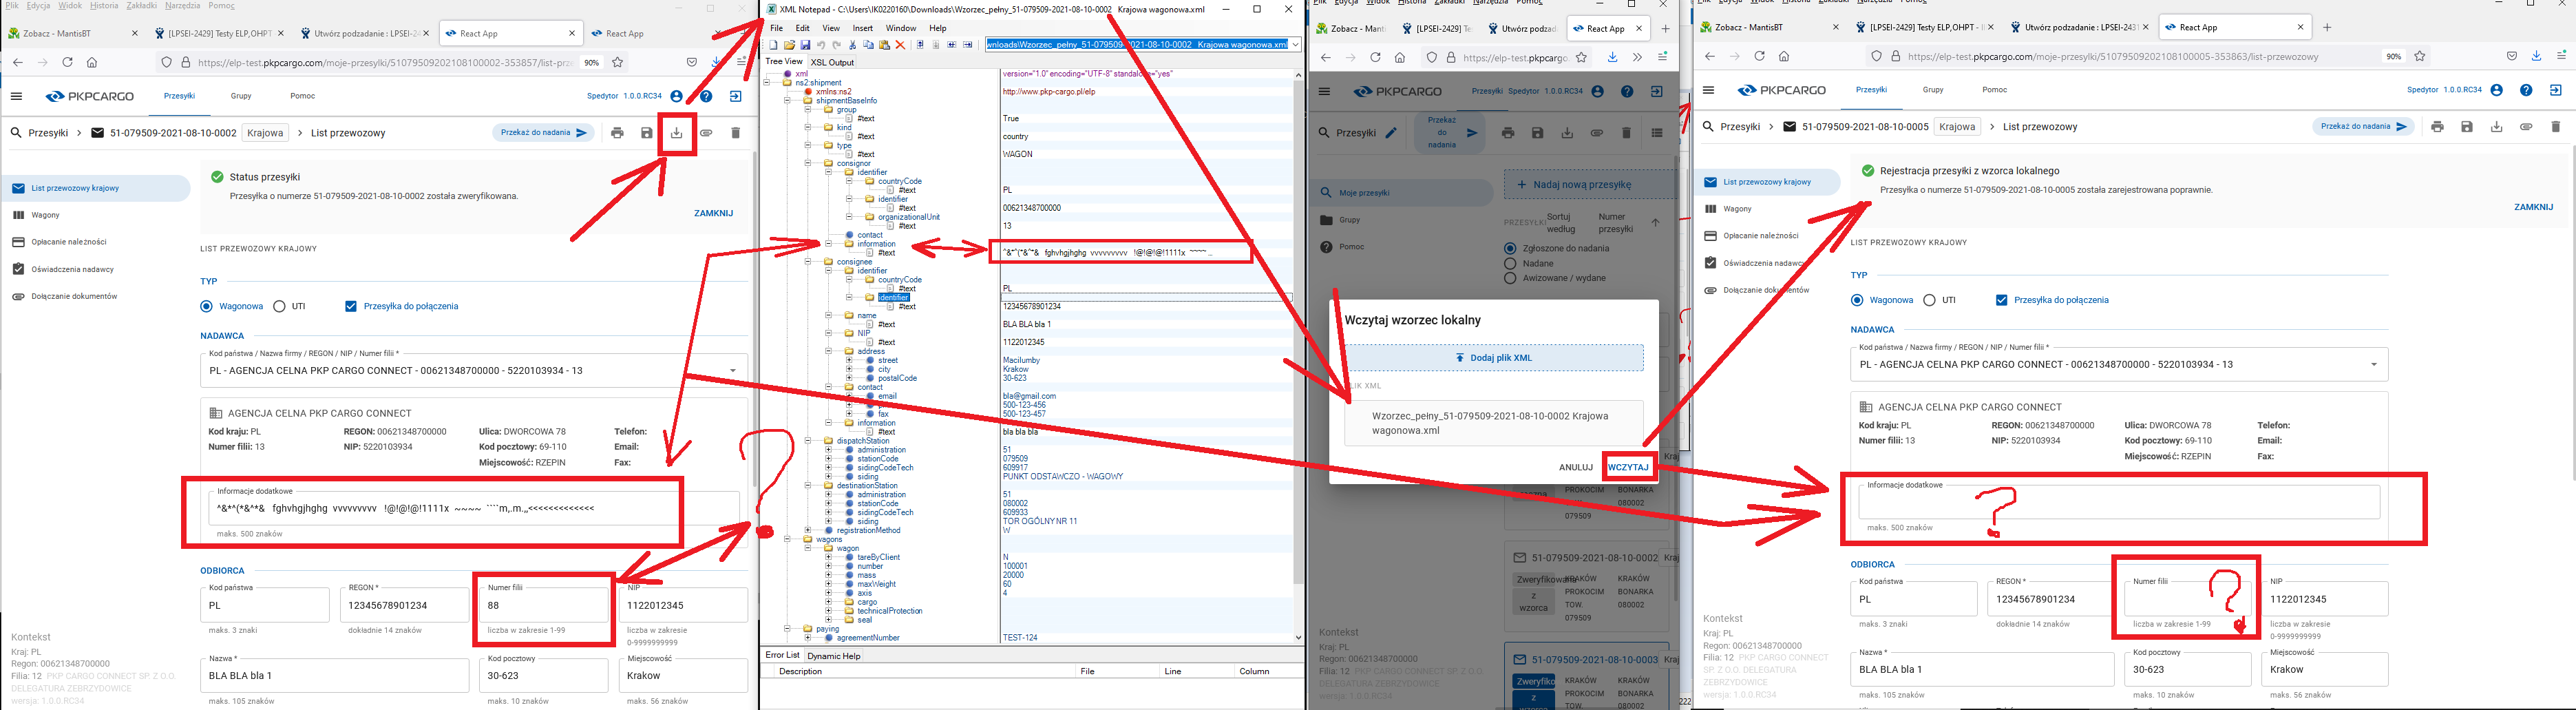 Plik Edycja Widok Historia Zakładki Narzędzia Pomoc
Zobacz - MantisBT
[LPSEI-2429] Testy ELP,OHPT -
Utwórz podzadanie : LPSEI-24
React App
React App
https://elp-test.pkpcargo.com/moje-przesylki/51079509202108100002-353857/list-prze
90%
PKPCARGO
Przesyłki
Grupy
Pomoc
Spedytor 1.0.0.RC34
Przesyłki
51-079509-2021-08-10-0002
Krajowa
List przewozowy
Przekaż do nadania
List przewozowy krajowy
Wagony
Opłacanie należności
Oświadczenia nadawcy
Dołączanie dokumentów
Status przesyłki
Przesyłka o numerze 51-079509-2021-08-10-0002 została zweryfikowana.
ZAMKNIJ
LIST PRZEWOZOWY KRAJOWY
TYP
Wagonowa
UTI
Przesyłka do połączenia
NADAWCA
Kod państwa / Nazwa firmy / REGON / NIP / Numer filii *
PL - AGENCJA CELNA PKP CARGO CONNECT - 00621348700000 - 5220103934 - 13
AGENCJA CELNA PKP CARGO CONNECT
Kod kraju: PL REGON: 00621348700000 Ulica: DWORCOWA 78 Telefon:
Numer filii: 13 NIP: 5220103934 Kod pocztowy: 69-110 Email:
Miejscowość: RZEPIN Fax:
Informacje dodatkowe
^&*^(*&^*& fghvhgjhghg vvvvvvvvv !@!@!@!1111x ~~~~ ````m,.m.,,<<<<<<<<<<<<<
maks. 500 znaków
ODBIORCA
Kod państwa REGON * Numer filii NIP
PL 12345678901234 88 1122012345
maks. 3 znaki dokładnie 14 znaków liczba w zakresie 1-99 liczba w zakresie
0-9999999999
Nazwa * Kod pocztowy Miejscowość
BLA BLA bla 1 30-623 Krakow
maks. 105 znaków maks. 10 znaków maks. 56 znaków
Kontekst
Kraj: PL
Regon: 00621348700000
Filia: 12 PKP CARGO CONNECT SP. Z O.O.
DELEGATURA ZEBRZYDOWICE
wersja: 1.0.0.RC34
XML Notepad - C:\Users\IK0220160\Downloads\Wzorzec_pełny_51-079509-2021-08-10-0002 Krajowa wagonowa.xml
File Edit View Insert Window Help
wnloads\Wzorzec_pełny_51-079509-2021-08-10-0002 Krajowa wagonowa.xml
Tree View XSL Output
xml version="1.0" encoding="UTF-8" standalone="yes"
ns2:shipment
xmlns:ns2 http://www.pkp-cargo.pl/elp
shipmentBaseInfo
group
#text True
kind
#text country
type
#text WAGON
consignor
identifier
countryCode
#text PL
identifier
#text 00621348700000
organizationalUnit
#text 13
contact
information
#text ^&*^(*&^*& fghvhgjhghg vvvvvvvvv !@!@!@!1111x ~~~~ ...
consignee
identifier
countryCode
#text PL
identifier
#text 12345678901234
name
#text BLA BLA bla 1
NIP
#text 1122012345
address
street Macilumby
city Krakow
postalCode 30-623
contact
email bla@gmail.com
500-123-456
fax 500-123-457
information
#text bla bla bla
dispatchStation
administration 51
stationCode 079509
sidingCodeTech 609917
siding PUNKT ODSTAWCZO - WAGOWY
destinationStation
administration 51
stationCode 080002
sidingCodeTech 609933
siding TOR OGÓLNY NR 11
registrationMethod W
wagons
wagon
tareByClient N
number 100001
mass 20000
maxWeight 60
axis 4
cargo
technicalProtection
seal
paying
agreementNumber TEST-124
Error List Dynamic Help
Description File Line Column
Plik Edycja Widok Historia Zakładki Narzędzia Pomoc
Zobacz - Mantis
[LPSEI-2429]
Utwórz podzada
React App
https://elp-test.pkpcargo.
PKPCARGO
Przesyłki Spedytor 1.0.0.RC34
Przesyłki
Przekaż do nadania
Moje przesyłki
Grupy
Pomoc
Nadaj nową przesyłkę
PRZESYŁKI Sortuj według Numer przesyłki
Zgłoszone do nadania
Nadane
Awizowane / wydane
Wczytaj wzorzec lokalny
Dodaj plik XML
PLIK XML
Wzorzec_pełny_51-079509-2021-08-10-0002 Krajowa
wagonowa.xml
ANULUJ WCZYTAJ
PROKOCIM BONARKA
TOW. 080002
079509
51-079509-2021-08-10-0002 Kraj
Zweryfikowa z wzorca
KRAKÓW KRAKÓW
PROKOCIM BONARKA
TOW. 080002
079509
51-079509-2021-08-10-0003 Kraj
Zweryfikowa z
KRAKÓW KRAKÓW
PROKOCIM BONARKA
TOW. 080002
Kontekst
Kraj: PL
Regon: 00621348700000
Filia: 12 PKP CARGO CONNECT SP. Z O.O.
DELEGATURA ZEBRZYDOWICE
wersja: 1.0.0.RC34
Plik Edycja Widok Historia Zakładki Narzędzia Pomoc
Zobacz - MantisBT
[LPSEI-2429] Testy ELP,OHPT -
Utwórz podzadanie : LPSEI-2431
React App
https://elp-test.pkpcargo.com/moje-przesylki/51079509202108100005-353863/list-przewozowy
90%
PKPCARGO
Przesyłki
Grupy
Pomoc
Spedytor 1.0.0.RC34
Przesyłki
51-079509-2021-08-10-0005
Krajowa
List przewozowy
Przekaż do nadania
List przewozowy krajowy
Wagony
Opłacanie należności
Oświadczenia nadawcy
Dołączanie dokumentów
Rejestracja przesyłki z wzorca lokalnego
Przesyłka o numerze 51-079509-2021-08-10-0005 została zarejestrowana poprawnie.
ZAMKNIJ
LIST PRZEWOZOWY KRAJOWY
TYP
Wagonowa
UTI
Przesyłka do połączenia
NADAWCA
Kod państwa / Nazwa firmy / REGON / NIP / Numer filii *
PL - AGENCJA CELNA PKP CARGO CONNECT - 00621348700000 - 5220103934 - 13
AGENCJA CELNA PKP CARGO CONNECT
Kod kraju: PL REGON: 00621348700000 Ulica: DWORCOWA 78 Telefon:
Numer filii: 13 NIP: 5220103934 Kod pocztowy: 69-110 Email:
Miejscowość: RZEPIN Fax:
Informacje dodatkowe
?
maks. 500 znaków
ODBIORCA
Kod państwa REGON * Numer filii NIP
PL 12345678901234 ? 1122012345
maks. 3 znaki dokładnie 14 znaków liczba w zakresie 1-99 liczba w zakresie
0-9999999999
Nazwa * Kod pocztowy Miejscowość
BLA BLA bla 1 30-623 Krakow
maks. 105 znaków maks. 10 znaków maks. 56 znaków
Kontekst
Kraj: PL
Regon: 00621348700000
Filia: 12 PKP CARGO CONNECT
SP. Z O.O. DELEGATURA
ZEBRZYDOWICE
wersja: 1.0.0.RC34